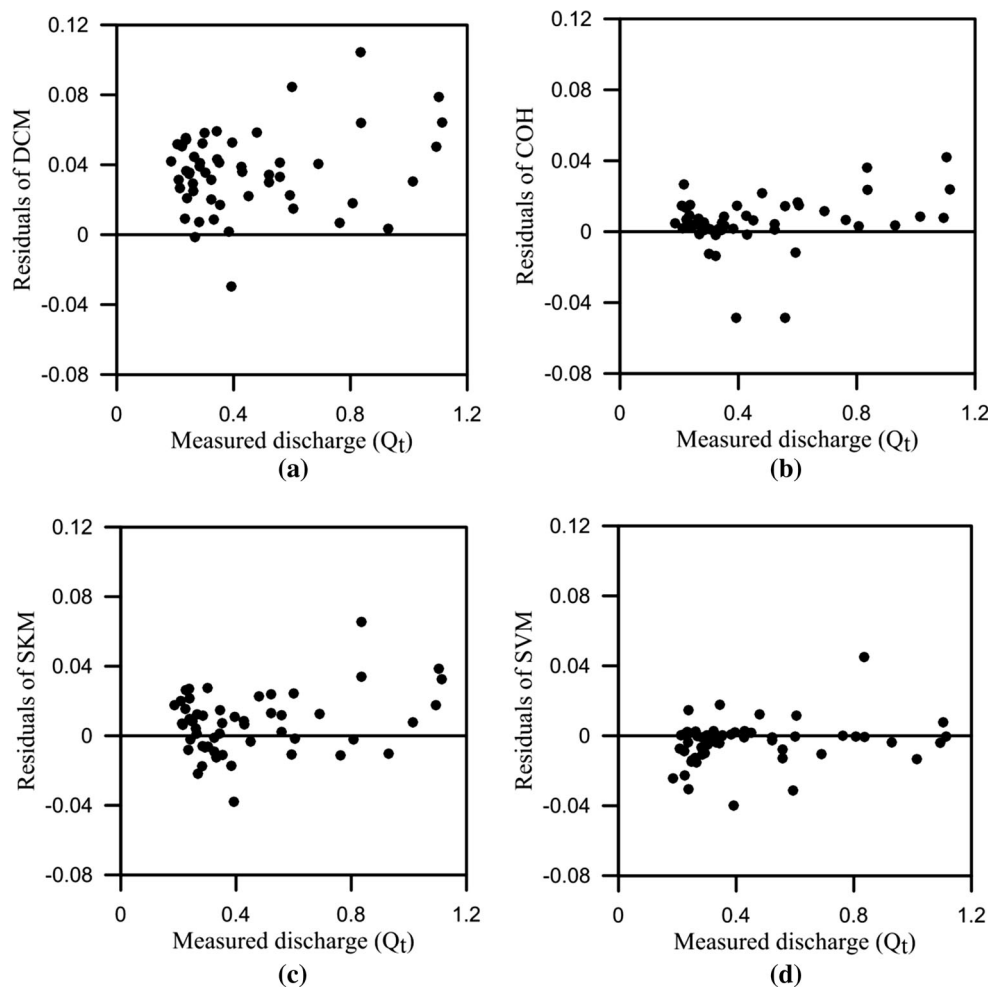 0.12
0.08
0.04
0
-0.04
-0.08
Residuals of DCM
0 0.4 0.8 1.2
Measured discharge (Qt)
(a)
0.12
0.08
0.04
0
-0.04
-0.08
Residuals of COH
0 0.4 0.8 1.2
Measured discharge (Qt)
(b)
0.12
0.08
0.04
0
-0.04
-0.08
Residuals of SKM
0 0.4 0.8 1.2
Measured discharge (Qt)
(c)
0.12
0.08
0.04
0
-0.04
-0.08
Residuals of SVM
0 0.4 0.8 1.2
Measured discharge (Qt)
(d)